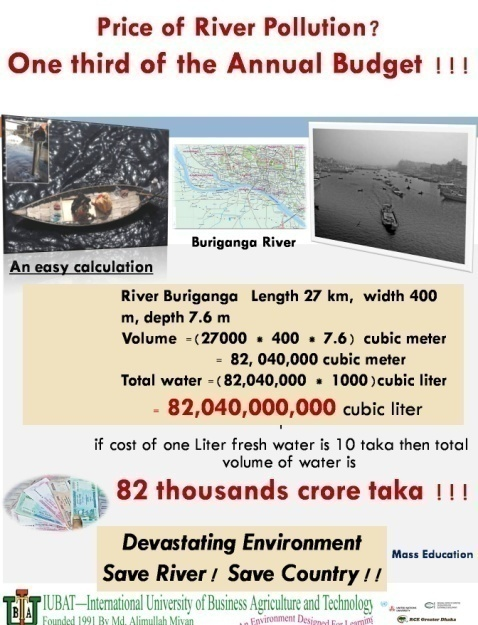 Price of River Pollution?
One third of the Annual Budget !!!
Buriganga River
An easy calculation
River Buriganga Length 27 km, width 400
m, depth 7.6 m
Volume =(27000 * 400 * 7.6) cubic meter
= 82, 040,000 cubic meter
Total water =(82,040,000 * 1000)cubic liter
= 82,040,000,000 cubic liter
if cost of one Liter fresh water is 10 taka then total
volume of water is
82 thousands crore taka !!!
Devastating Environment
Save River! Save Country!!
Mass Education
IUBAT—International University of Business Agriculture and Technology
Founded 1991 By Md. Alimullah Miyan
An Environment Designed For Learning
RCE Greater Dhaka